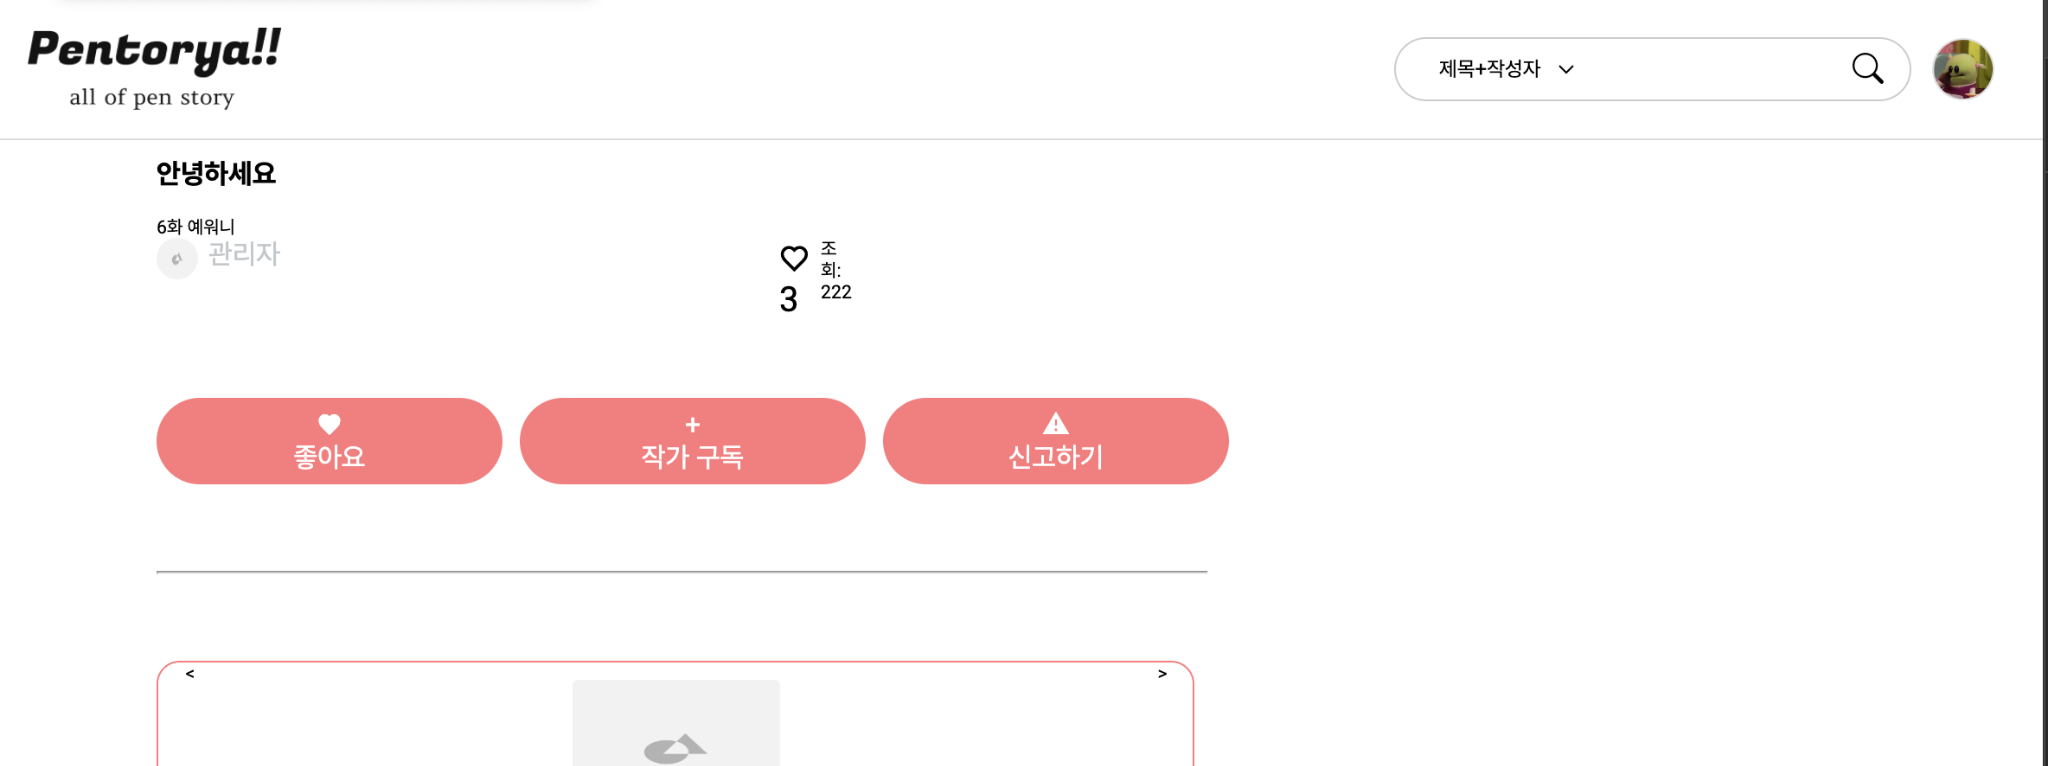 Pentorya!!
all of pen story
제목+작성자
안녕하세요
6화 예워니
관리자
3
조
회:
222
좋아요
+
작가 구독
신고하기
<
>